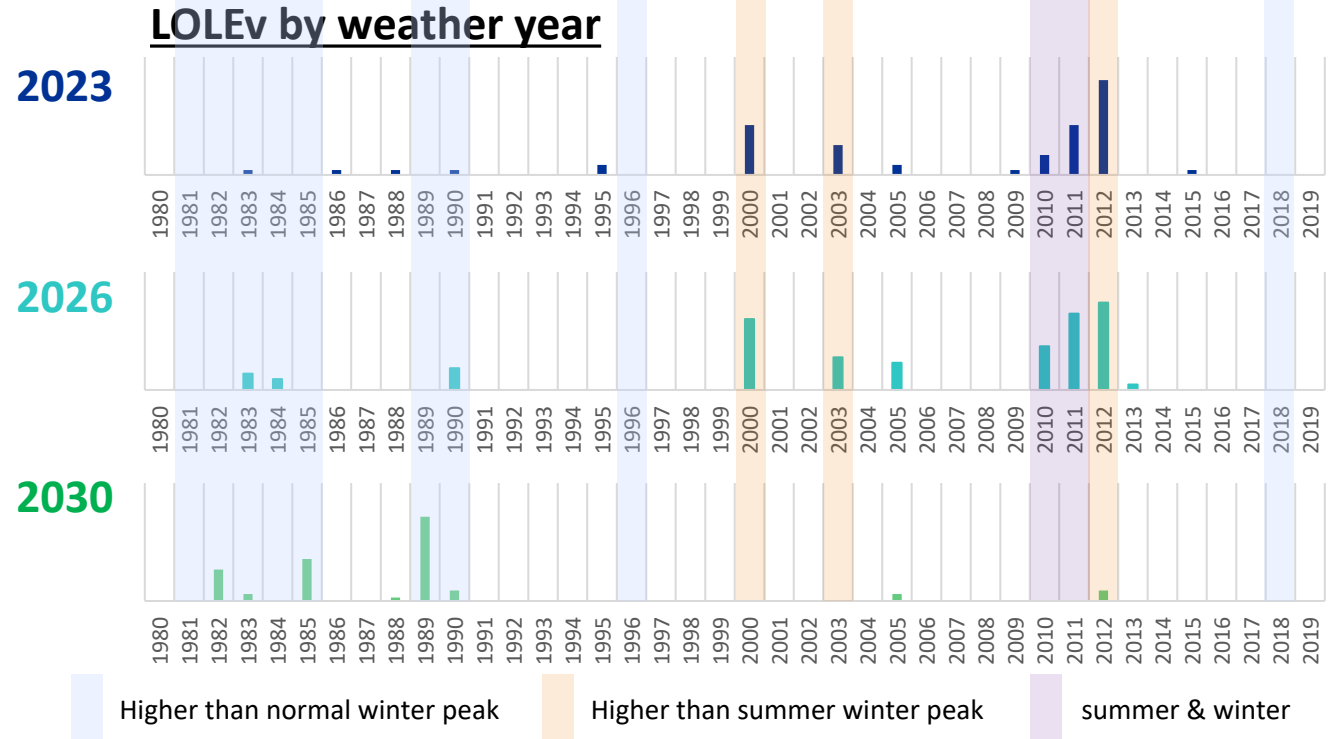 LOLEv by weather year
2023
1980 1981 1982 1983 1984 1985 1986 1987 1988 1989 1990 1991 1992 1993 1994 1995 1996 1997 1998 1999 2000 2001 2002 2003 2004 2005 2006 2007 2008 2009 2010 2011 2012 2013 2014 2015 2016 2017 2018 2019
2026
1980 1981 1982 1983 1984 1985 1986 1987 1988 1989 1990 1991 1992 1993 1994 1995 1996 1997 1998 1999 2000 2001 2002 2003 2004 2005 2006 2007 2008 2009 2010 2011 2012 2013 2014 2015 2016 2017 2018 2019
2030
1980 1981 1982 1983 1984 1985 1986 1987 1988 1989 1990 1991 1992 1993 1994 1995 1996 1997 1998 1999 2000 2001 2002 2003 2004 2005 2006 2007 2008 2009 2010 2011 2012 2013 2014 2015 2016 2017 2018 2019
Higher than normal winter peak Higher than summer winter peak summer & winter